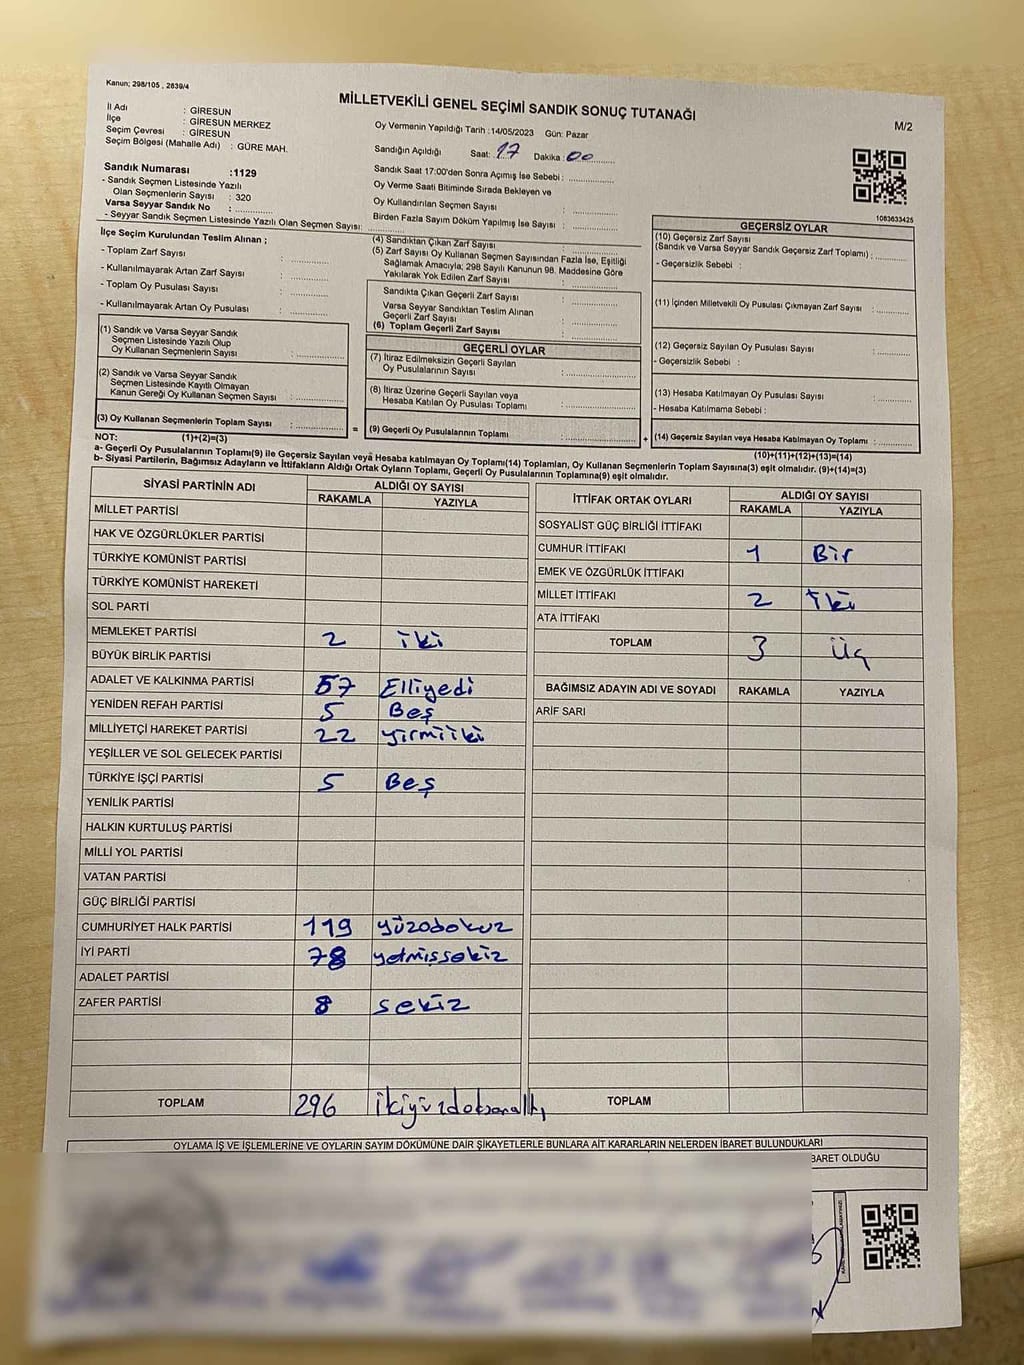 Kanun; 298/105 , 2839/4
MİLLETVEKİLİ GENEL SEÇİMİ SANDIK SONUÇ TUTANAĞI
M/2
İl Adı : GİRESUN
İlçe : GİRESUN MERKEZ
Seçim Çevresi : GİRESUN
Seçim Bölgesi (Mahalle Adı) : GÜRE MAH.
Sandık Numarası :1129
- Sandık Seçmen Listesinde Yazılı
Olan Seçmenlerin Sayısı : 320
Varsa Seyyar Sandık No : ............
- Seyyar Sandık Seçmen Listesinde Yazılı Olan Seçmen Sayısı: ............
Oy Vermenin Yapıldığı Tarih :14/05/2023 Gün: Pazar
Sandığın Açıldığı Saat: 17 Dakika : 00
Sandık Saat 17:00'den Sonra Açımış İse Sebebi : ............
Oy Verme Saati Bitiminde Sırada Bekleyen ve
Oy Kullandırılan Seçmen Sayısı : ............
Birden Fazla Sayım Döküm Yapılmış İse Sayısı : ............
1083633425
İlçe Seçim Kurulundan Teslim Alınan ;
- Toplam Zarf Sayısı : ............
- Kullanılmayarak Artan Zarf Sayısı : ............
- Toplam Oy Pusulası Sayısı : ............
- Kullanılmayarak Artan Oy Pusulası : ............
(1) Sandık ve Varsa Seyyar Sandık
Seçmen Listesinde Yazılı Olup
Oy Kullanan Seçmenlerin Sayısı : ............
(2) Sandık ve Varsa Seyyar Sandık
Seçmen Listesinde Kayıtlı Olmayan
Kanun Gereği Oy Kullanan Seçmen Sayısı : ............
(3) Oy Kullanan Seçmenlerin Toplam Sayısı : ............ =
(4) Sandıktan Çıkan Zarf Sayısı : ............
(5) Zarf Sayısı Oy Kullanan Seçmen Sayısından Fazla İse, Eşitliği
Sağlamak Amacıyla; 298 Sayılı Kanunun 98. Maddesine Göre
Yakılarak Yok Edilen Zarf Sayısı : ............
Sandıkta Çıkan Geçerli Zarf Sayısı : ............
Varsa Seyyar Sandıktan Teslim Alınan
Geçerli Zarf Sayısı : ............
(6) Toplam Geçerli Zarf Sayısı : ............
GEÇERLİ OYLAR
(7) İtiraz Edilmeksizin Geçerli Sayılan
Oy Pusulalarının Sayısı : ............
(8) İtiraz Üzerine Geçerli Sayılan veya
Hesaba Katılan Oy Pusulası Toplamı : ............
(9) Geçerli Oy Pusulalarının Toplamı : ............ +
GEÇERSİZ OYLAR
(10) Geçersiz Zarf Sayısı
(Sandık ve Varsa Seyyar Sandık Geçersiz Zarf Toplamı) : ............
- Geçersizlik Sebebi :
(11) İçinden Milletvekili Oy Pusulası Çıkmayan Zarf Sayısı : ............
(12) Geçersiz Sayılan Oy Pusulası Sayısı : ............
- Geçersizlik Sebebi :
(13) Hesaba Katılmayan Oy Pusulası Sayısı : ............
- Hesaba Katılmama Sebebi :
(14) Geçersiz Sayılan veya Hesaba Katılmayan Oy Toplamı : ............
NOT: (1)+(2)=(3)
(10)+(11)+(12)+(13)=(14)
a- Geçerli Oy Pusulalarının Toplamı(9) ile Geçersiz Sayılan veya Hesaba katılmayan Oy Toplamı(14) Toplamları, Oy Kullanan Seçmenlerin Toplam Sayısına(3) eşit olmalıdır. (9)+(14)=(3)
b- Siyasi Partilerin, Bağımsız Adayların ve İttifakların Aldığı Ortak Oyların Toplamı, Geçerli Oy Pusulalarının Toplamına(9) eşit olmalıdır.
SİYASİ PARTİNİN ADI ALDIĞI OY SAYISI
RAKAMLA YAZIYLA
MİLLET PARTİSİ
HAK VE ÖZGÜRLÜKLER PARTİSİ
TÜRKİYE KOMÜNİST PARTİSİ
TÜRKİYE KOMÜNİST HAREKETİ
SOL PARTİ
MEMLEKET PARTİSİ 2 iki
BÜYÜK BİRLİK PARTİSİ
ADALET VE KALKINMA PARTİSİ 57 Elliyedi
YENİDEN REFAH PARTİSİ 5 Beş
MİLLİYETÇİ HAREKET PARTİSİ 22 yirmiiki
YEŞİLLER VE SOL GELECEK PARTİSİ
TÜRKİYE İŞÇİ PARTİSİ 5 Beş
YENİLİK PARTİSİ
HALKIN KURTULUŞ PARTİSİ
MİLLİ YOL PARTİSİ
VATAN PARTİSİ
GÜÇ BİRLİĞİ PARTİSİ
CUMHURİYET HALK PARTİSİ 119 yüzodokuz
İYİ PARTİ 78 yetmişsekiz
ADALET PARTİSİ
ZAFER PARTİSİ 8 sekiz
TOPLAM 296 ikiyüzdoksanaltı
İTTİFAK ORTAK OYLARI ALDIĞI OY SAYISI
RAKAMLA YAZIYLA
SOSYALİST GÜÇ BİRLİĞİ İTTİFAKI
CUMHUR İTTİFAKI 1 Bir
EMEK VE ÖZGÜRLÜK İTTİFAKI
MİLLET İTTİFAKI 2 İki
ATA İTTİFAKI
TOPLAM 3 Üç
BAĞIMSIZ ADAYIN ADI VE SOYADI RAKAMLA YAZIYLA
ARİF SARI
TOPLAM
OYLAMA İŞ VE İŞLEMLERİNE VE OYLARIN SAYIM DÖKÜMÜNE DAİR ŞİKAYETLERLE BUNLARA AİT KARARLARIN NELERDEN İBARET BULUNDUKLARI
BARET OLDUĞU